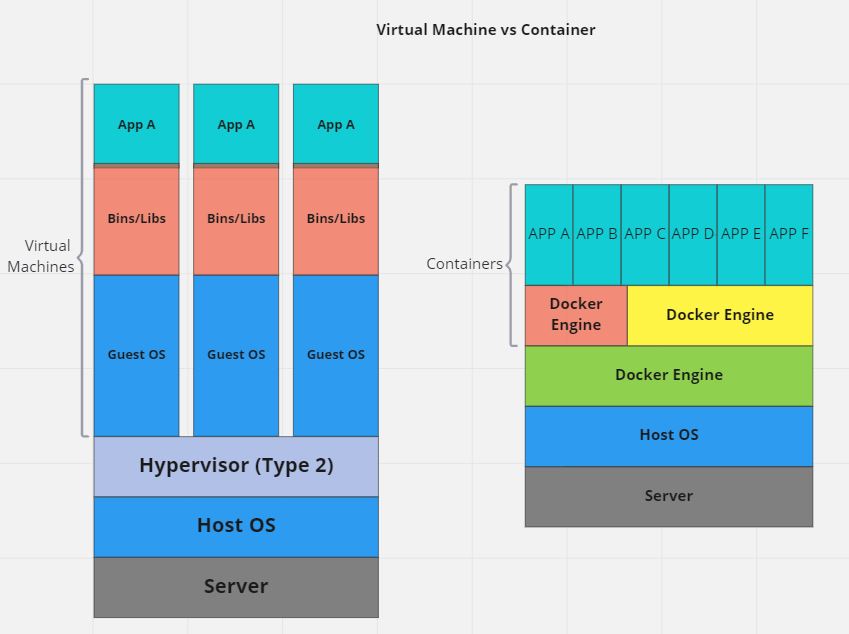 Virtual Machine vs Container
App A
App A
App A
Bins/Libs
Bins/Libs
Bins/Libs
Virtual
Machines
Guest OS
Guest OS
Guest OS
Hypervisor (Type 2)
Host OS
Server
Containers
APP A
APP B
APP C
APP D
APP E
APP F
Docker
Engine
Docker Engine
Docker Engine
Host OS
Server